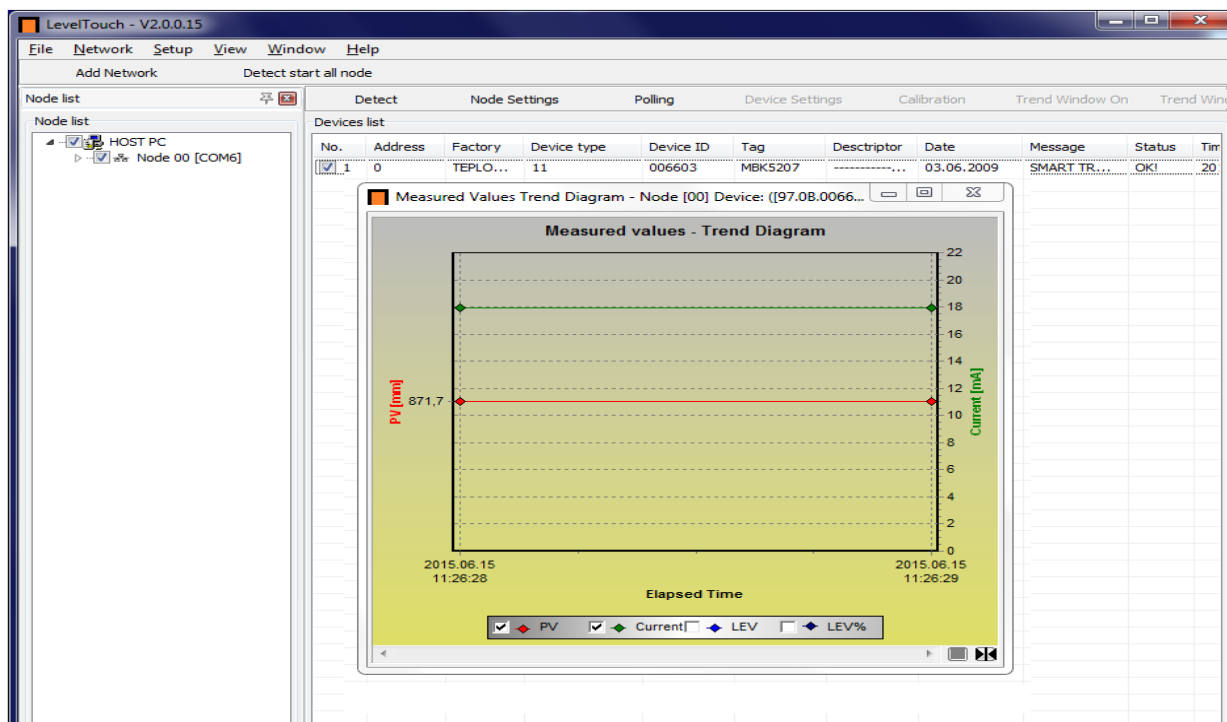 LevelTouch - V2.0.0.15
File Network Setup View Window Help
Add Network Detect start all node
Node list
Node list
HOST PC
Node 00 [COM6]
Detect Node Settings Polling Device Settings Calibration Trend Window On Trend Win
Devices list
No. Address Factory Device type Device ID Tag Desctriptor Date Message Status Tim
1 0 TEPLO... 11 006603 MBK5207 -----------,... 03.06.2009 SMART TR... OK! 20
Measured Values Trend Diagram - Node [00] Device: ([97.0B.0066...
Measured values - Trend Diagram
22
20
18
16
14
12
10
8
6
4
2
0
PV [mm]
871,7
Current [mA]
2015.06.15 2015.06.15
11:26:28 11:26:29
Elapsed Time
PV Current LEV LEV%